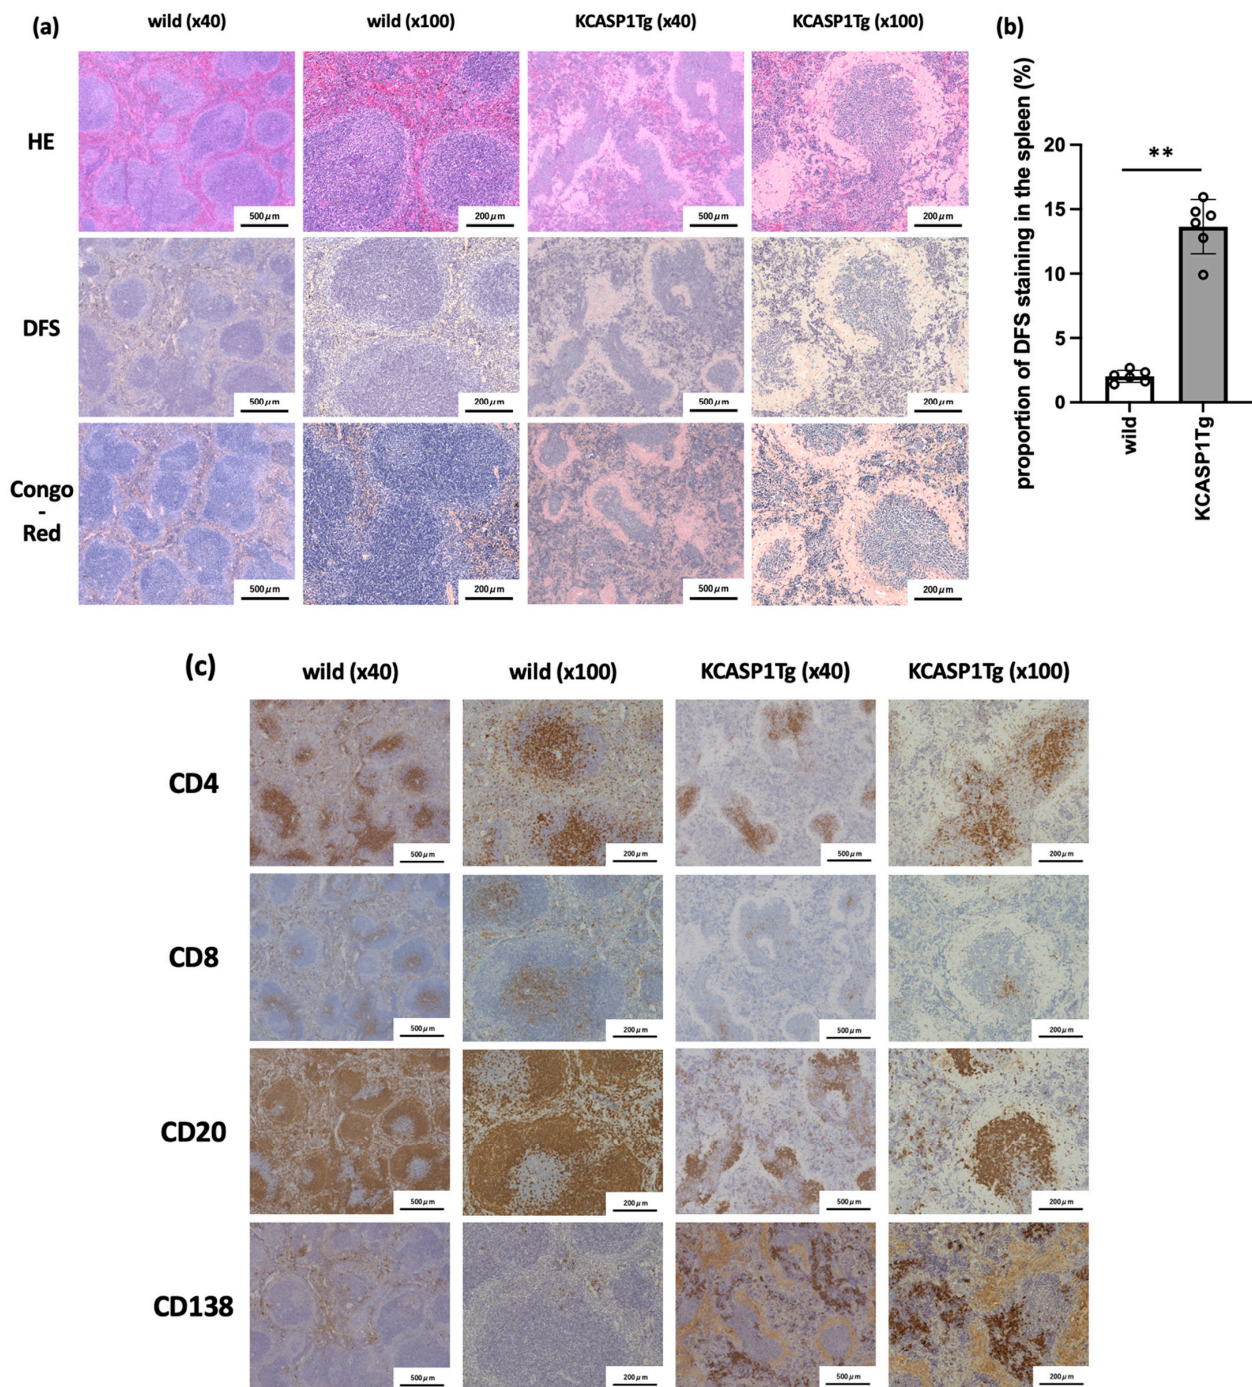 (a)
wild (x40) wild (x100) KCASP1Tg (x40) KCASP1Tg (x100)
HE
500μm 200μm 500μm 200μm
DFS
500μm 200μm 500μm 200μm
Congo
-
Red
500μm 200μm 500μm 200μm
(b)
proportion of DFS staining in the spleen (%)
20
**
15
10
5
0
wild
KCASP1Tg
(c)
wild (x40) wild (x100) KCASP1Tg (x40) KCASP1Tg (x100)
CD4
500μm 200μm 500μm 200μm
CD8
500μm 200μm 500μm 200μm
CD20
500μm 200μm 500μm 200μm
CD138
500μm 200μm 500μm 200μm